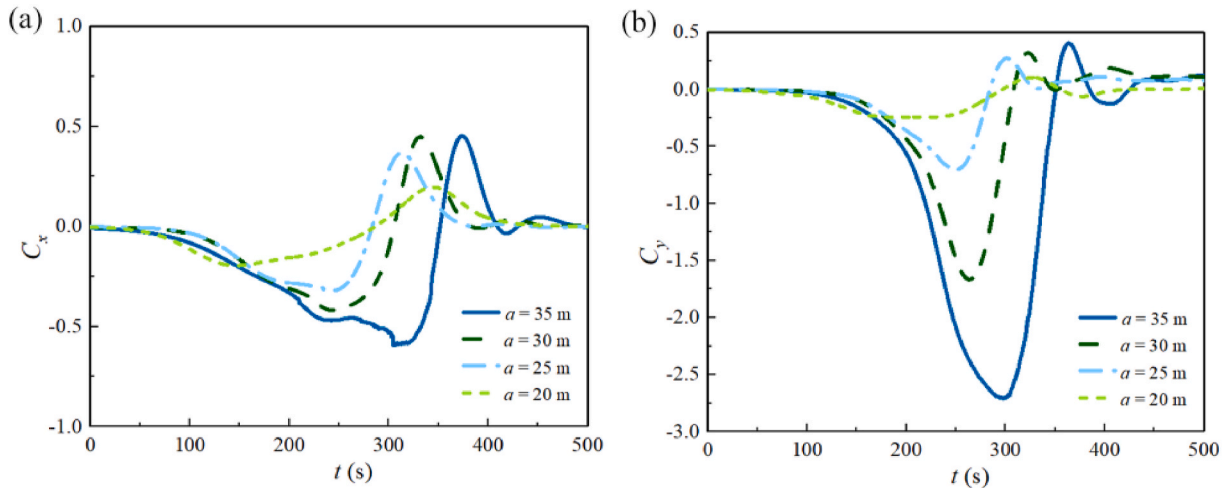 (a)
1.0
0.5
0.0
-0.5
-1.0
Cx
a = 35 m
a = 30 m
a = 25 m
a = 20 m
0 100 200 300 400 500
t (s)
(b)
0.5
0.0
-0.5
-1.0
-1.5
-2.0
-2.5
-3.0
Cy
a = 35 m
a = 30 m
a = 25 m
a = 20 m
0 100 200 300 400 500
t (s)